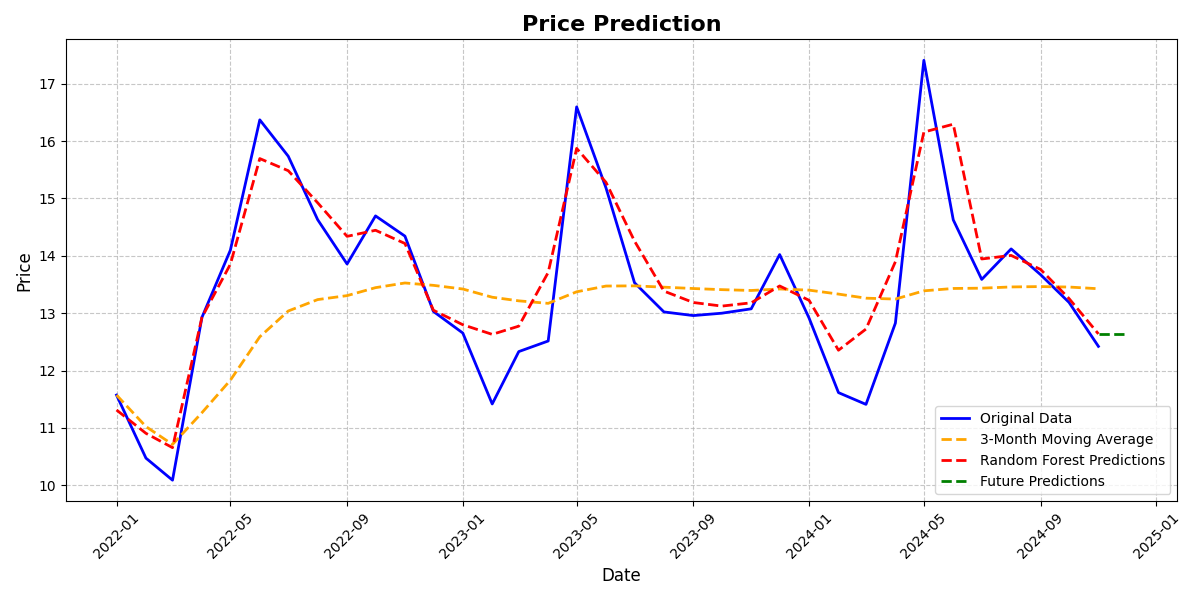 Price Prediction
Price
17
16
15
14
13
12
11
10
Original Data
3-Month Moving Average
Random Forest Predictions
Future Predictions
2022-01
2022-05
2022-09
2023-01
2023-05
2023-09
2024-01
2024-05
2024-09
2025-01
Date